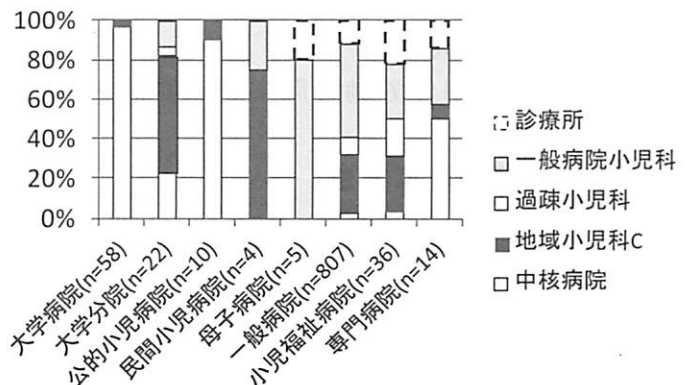 100%
80%
60%
40%
20%
0%
大学病院(n=58)
大学分院(n=22)
公的小児病院(n=10)
民間小児病院(n=4)
母子病院(n=5)
一般病院(n=807)
小児福祉病院(n=36)
専門病院(n=14)
診療所
一般病院小児科
過疎小児科
地域小児科C
中核病院